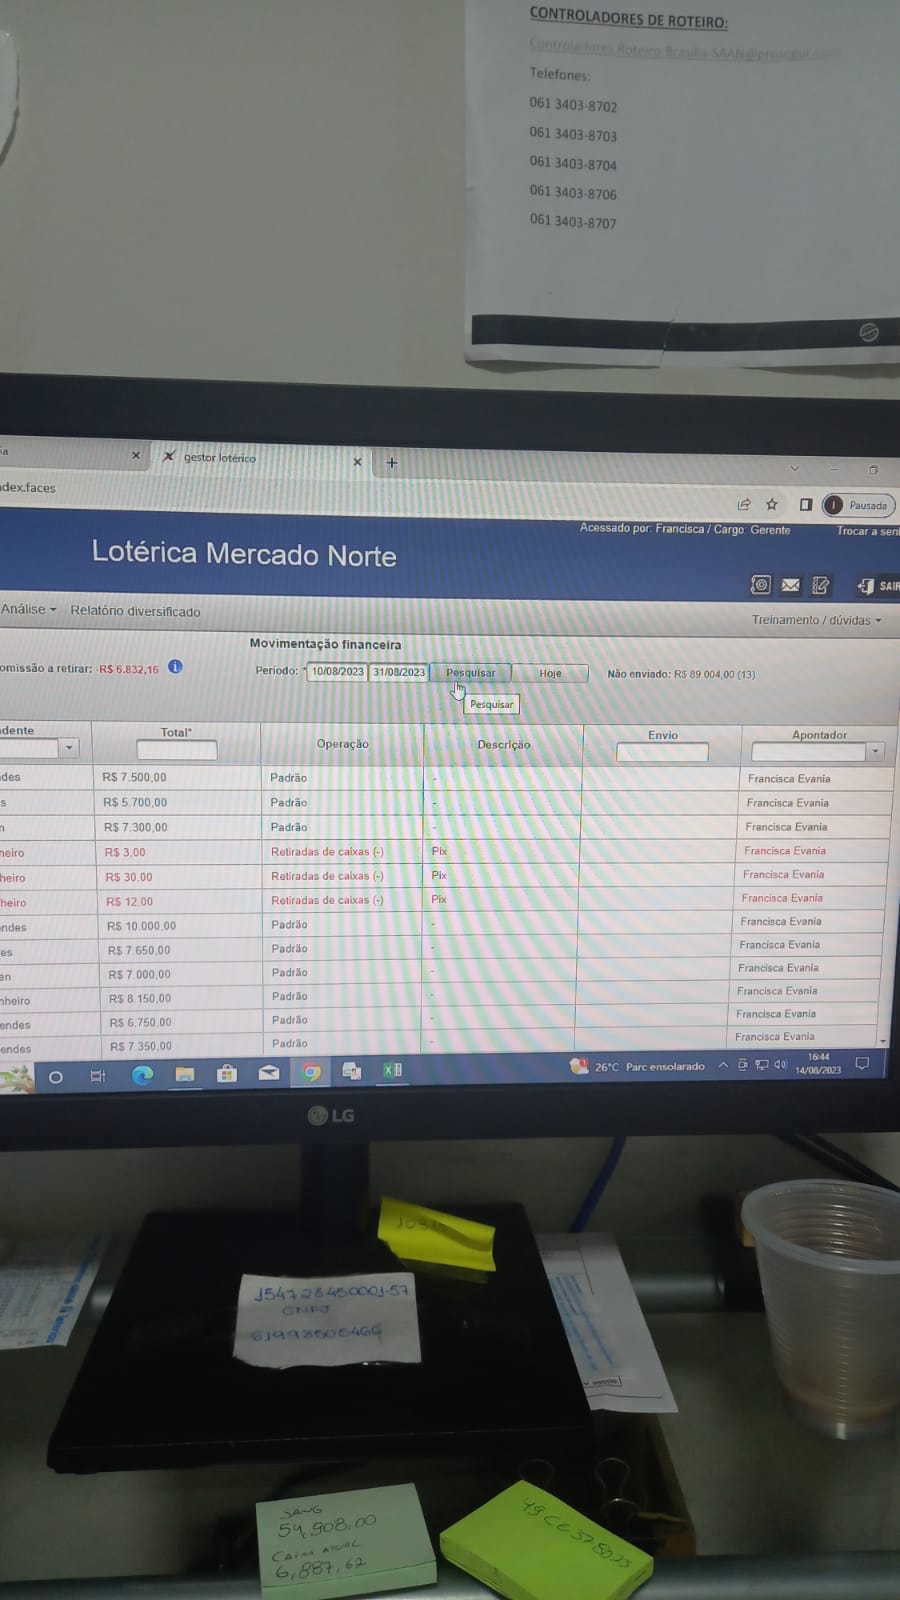 CONTROLADORES DE ROTEIRO:
Controladores.Roteiro-Brasilia-SAAN@prosegur.com
Telefones:
061 3403-8702
061 3403-8703
061 3403-8704
061 3403-8706
061 3403-8707
gestor lotérico
dex.faces
Pausada
Acessado por: Francisca / Cargo: Gerente
Trocar a sen
Lotérica Mercado Norte
SAIR
Análise
Relatório diversificado
Treinamento / dúvidas
Movimentação financeira
omissão a retirar: -R$ 6.832,16
Período: * 10/08/2023 31/08/2023 Pesquisar Hoje
Não enviado: R$ 89.004,00 (13)
Pesquisar
dente Total* Operação Descrição Envio Apontador
des R$ 7.500,00 Padrão - Francisca Evania
s R$ 5.700,00 Padrão - Francisca Evania
n R$ 7.300,00 Padrão Francisca Evania
heiro R$ 3,00 Retiradas de caixas (-) Pix Francisca Evania
heiro R$ 30,00 Retiradas de caixas (-) Pix Francisca Evania
heiro R$ 12,00 Retiradas de caixas (-) Pix Francisca Evania
ndes R$ 10.000,00 Padrão - Francisca Evania
es R$ 7.650,00 Padrão - Francisca Evania
en R$ 7.000,00 Padrão - Francisca Evania
nheiro R$ 8.150,00 Padrão - Francisca Evania
endes R$ 6.750,00 Padrão - Francisca Evania
endes R$ 7.350,00 Padrão - Francisca Evania
26°C Parc ensolarado
16:44
14/08/2023
LG
CNPJ
SANG
54.908,00
CAIXA ATUAL
6,887,62